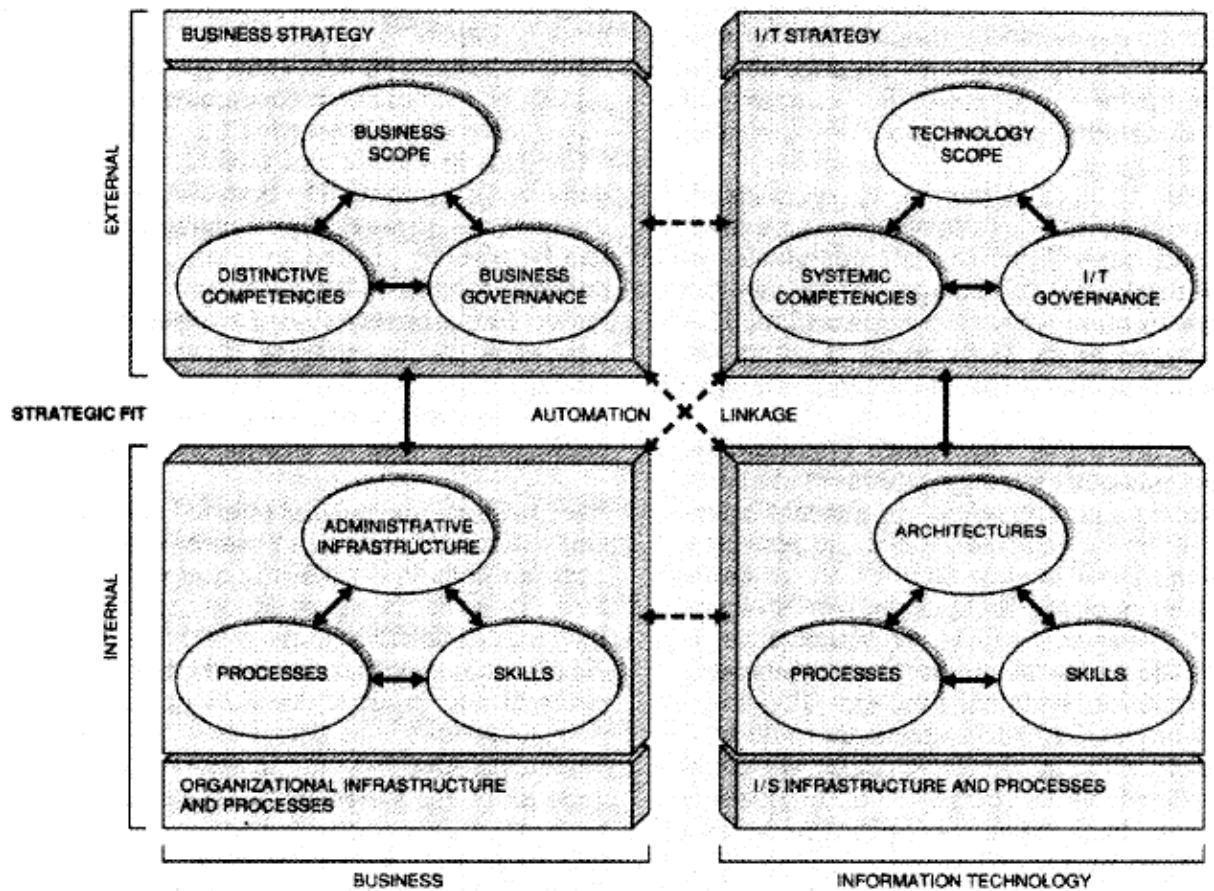 BUSINESS STRATEGY
I/T STRATEGY
EXTERNAL
BUSINESS
SCOPE
DISTINCTIVE
COMPETENCIES
BUSINESS
GOVERNANCE
TECHNOLOGY
SCOPE
SYSTEMIC
COMPETENCIES
I/T
GOVERNANCE
STRATEGIC FIT
AUTOMATION
LINKAGE
INTERNAL
ADMINISTRATIVE
INFRASTRUCTURE
PROCESSES
SKILLS
ARCHITECTURES
PROCESSES
SKILLS
ORGANIZATIONAL INFRASTRUCTURE
AND PROCESSES
I/S INFRASTRUCTURE AND PROCESSES
BUSINESS
INFORMATION TECHNOLOGY